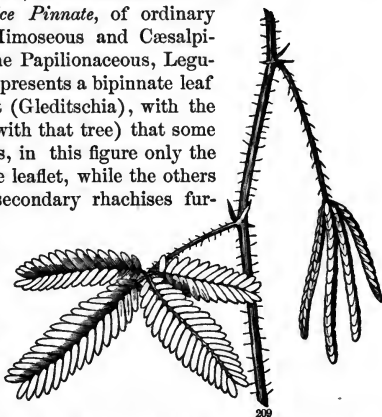 ce Pinnate, of ordinary
Mimoseous and Cæsalpi-
ne Papilionaceous, Legu-
presents a bipinnate leaf
t (Gleditschia), with the
with that tree) that some
s, in this figure only the
e leaflet, while the others
secondary rhachises fur-
209